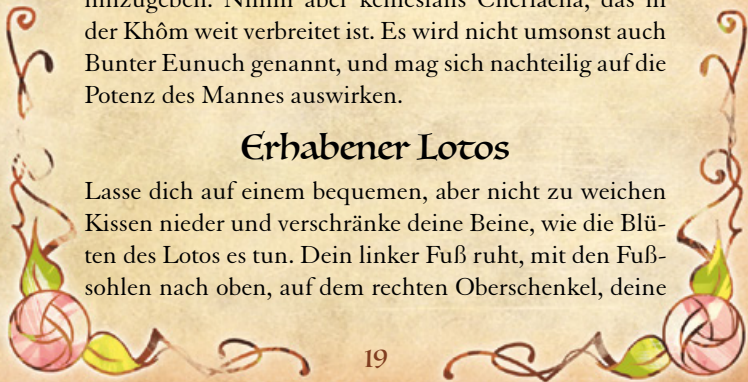 hinzugeben. Nimm aber keinesfalls Cheriacha, das in
der Khôm weit verbreitet ist. Es wird nicht umsonst auch
Bunter Eunuch genannt, und mag sich nachteilig auf die
Potenz des Mannes auswirken.
Erhabener Lotos
Lasse dich auf einem bequemen, aber nicht zu weichen
Kissen nieder und verschränke deine Beine, wie die Blü-
ten des Lotos es tun. Dein linker Fuß ruht, mit den Fuß-
sohlen nach oben, auf dem rechten Oberschenkel, deine
19